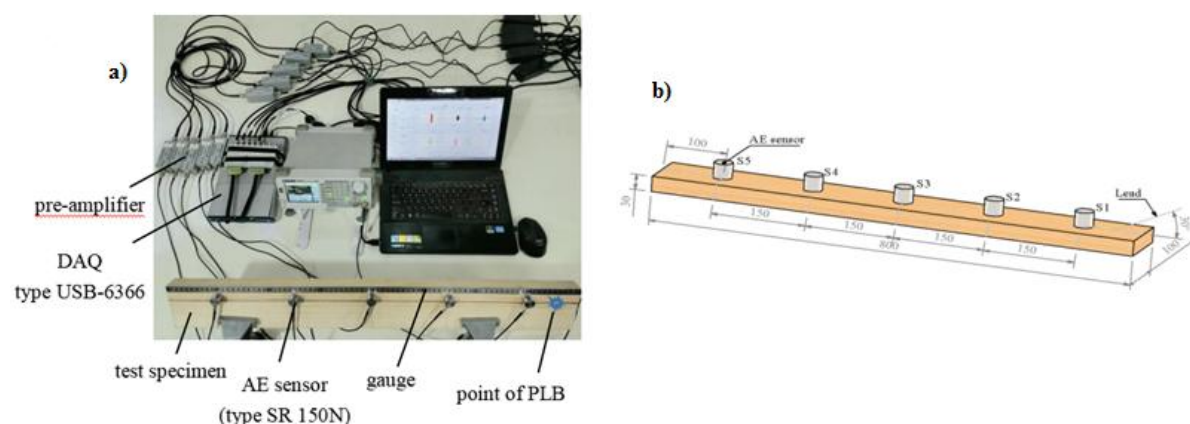 a)
pre-amplifier
DAQ
type USB-6366
test specimen
AE sensor
(type SR 150N)
gauge
point of PLB
b)
100
AE sensor
S5
S4
S3
S2
S1
Lead
30
150
150
150
150
800
100
30°